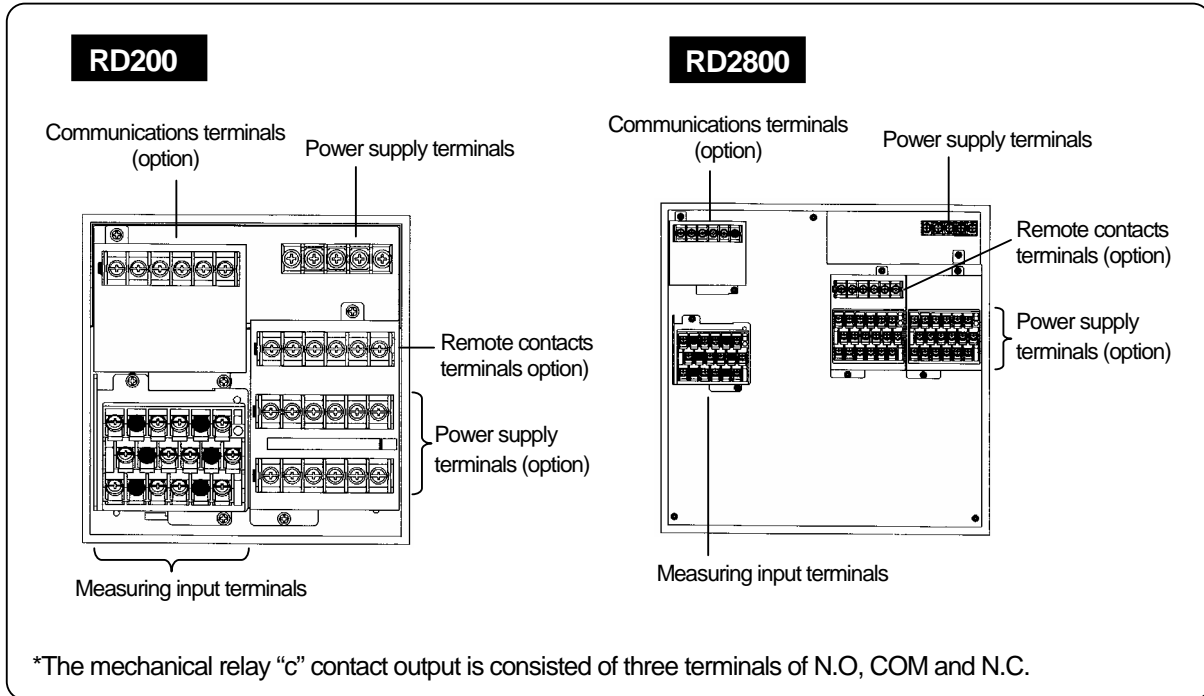 RD200
Communications terminals
(option)
Power supply terminals
Remote contacts
terminals option)
Power supply
terminals (option)
Measuring input terminals
RD2800
Communications terminals
(option)
Power supply terminals
Remote contacts
terminals (option)
Power supply
terminals (option)
Measuring input terminals
*The mechanical relay “c” contact output is consisted of three terminals of N.O, COM and N.C.